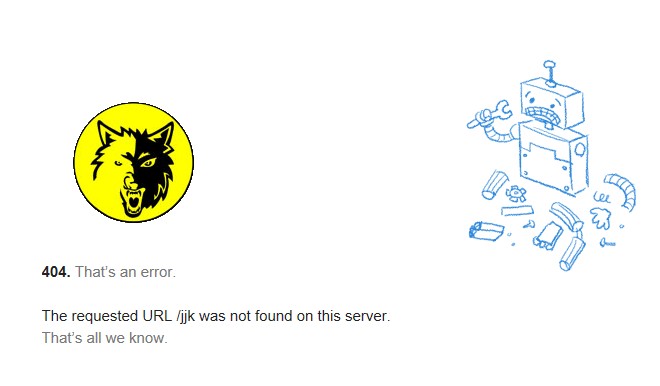 404. That’s an error.
The requested URL /jjk was not found on this server.
That’s all we know.